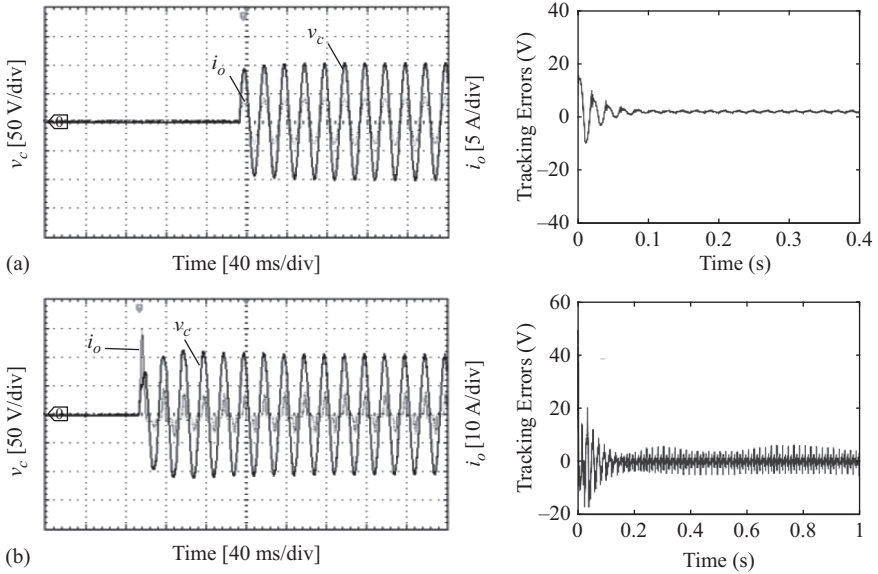 v_c [50 V/div]
0
i_o
v_c
i_o [5 A/div]
(a)
Time [40 ms/div]
Tracking Errors (V)
40
20
0
−20
−40
0
0.1
0.2
0.3
0.4
Time (s)
v_c [50 V/div]
0
i_o
v_c
i_o [10 A/div]
(b)
Time [40 ms/div]
Tracking Errors (V)
60
40
20
0
−20
0
0.2
0.4
0.6
0.8
1
Time (s)